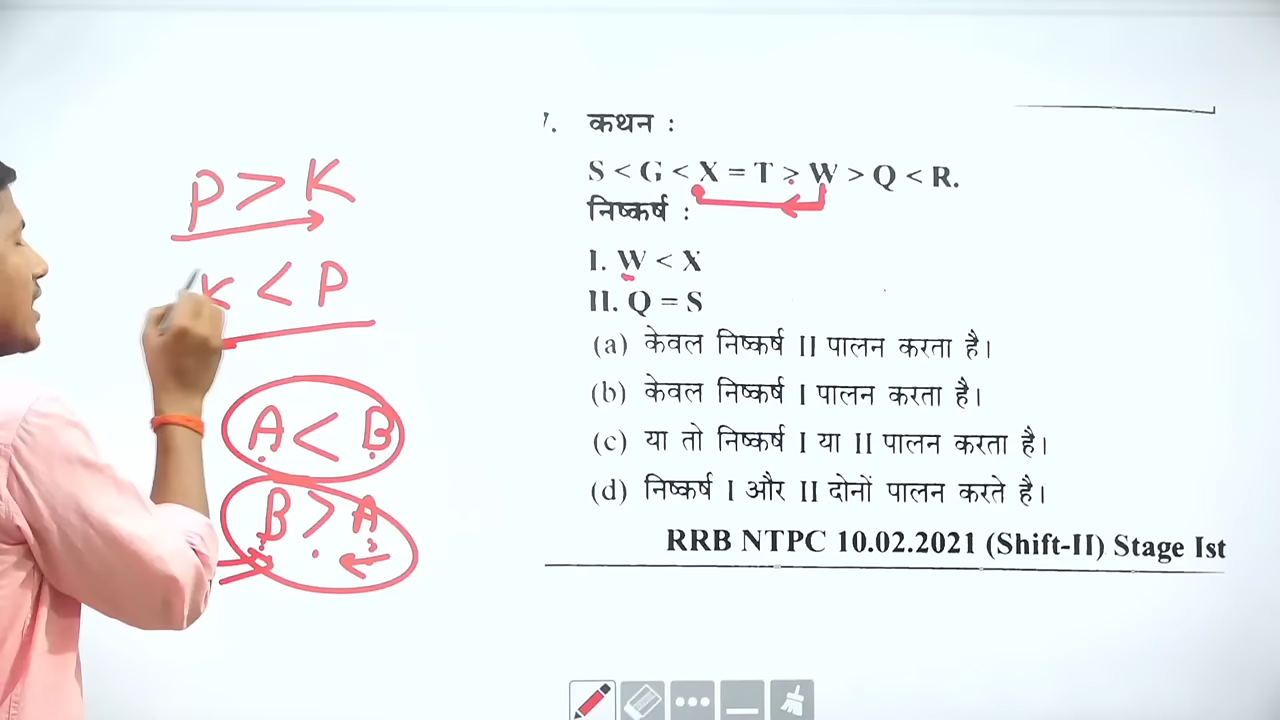 P > K
K < P
A < B
B > A
7. कथन :
S < G < X = T > W > Q < R.
निष्कर्ष :
I. W < X
II. Q = S
(a) केवल निष्कर्ष II पालन करता है।
(b) केवल निष्कर्ष I पालन करता है।
(c) या तो निष्कर्ष I या II पालन करता है।
(d) निष्कर्ष I और II दोनों पालन करते है।
RRB NTPC 10.02.2021 (Shift-II) Stage Ist